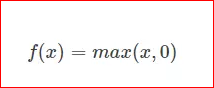 f(x) = max(x, 0)